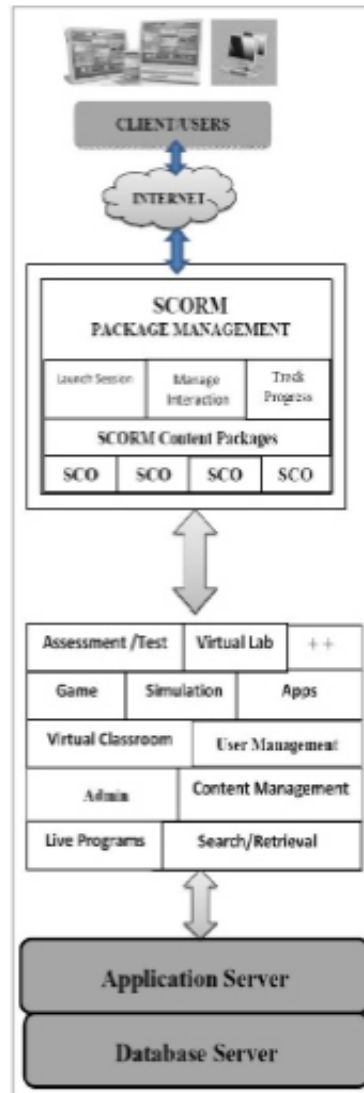 CLIENT/USERS
INTERNET
SCORM
PACKAGE MANAGEMENT
Launch Session
Manage
Interaction
Track
Progress
SCORM Content Packages
SCO SCO SCO SCO
Assessment /Test Virtual Lab ++
Game Simulation Apps
Virtual Classroom User Management
Admin Content Management
Live Programs Search/Retrieval
Application Server
Database Server